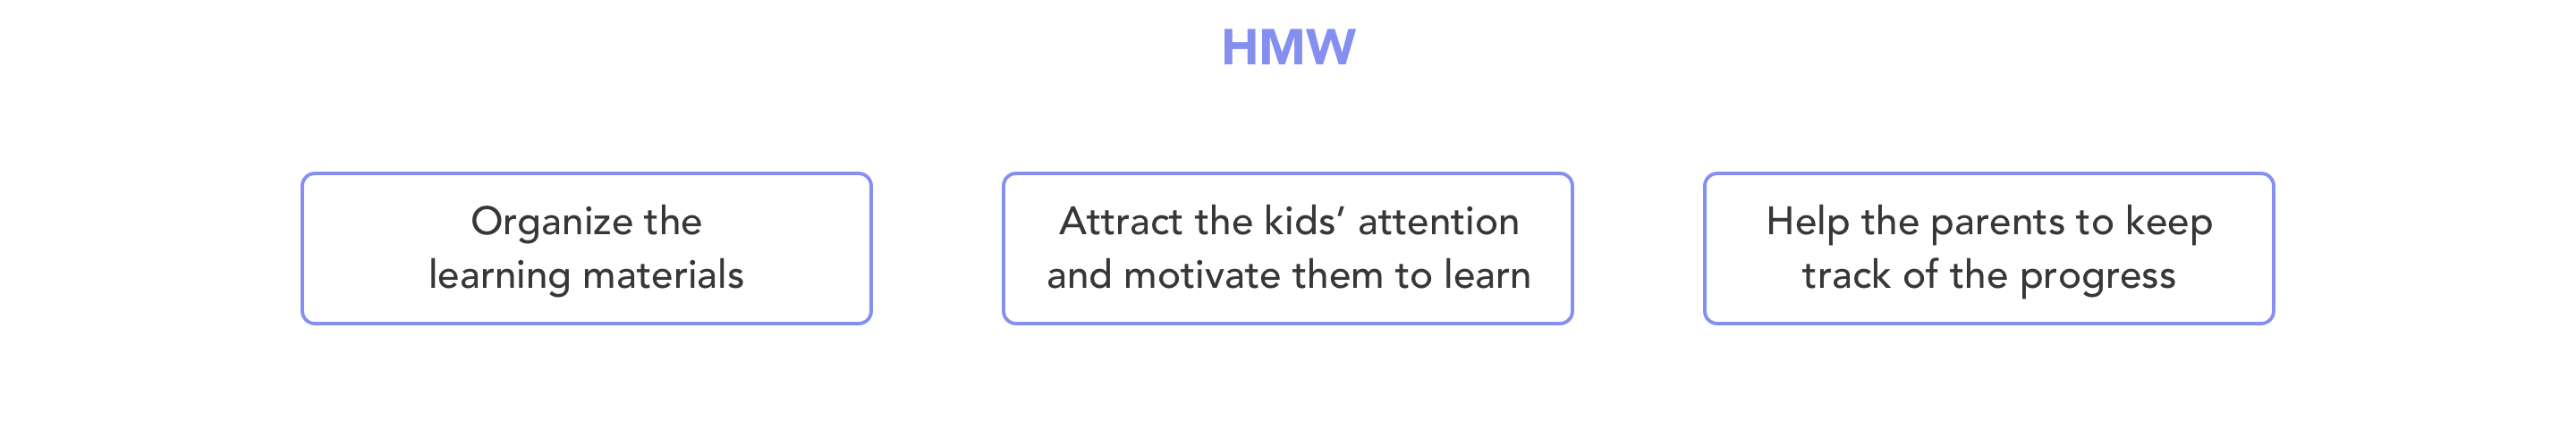 HMW
Organize the
learning materials
Attract the kids’ attention
and motivate them to learn
Help the parents to keep
track of the progress